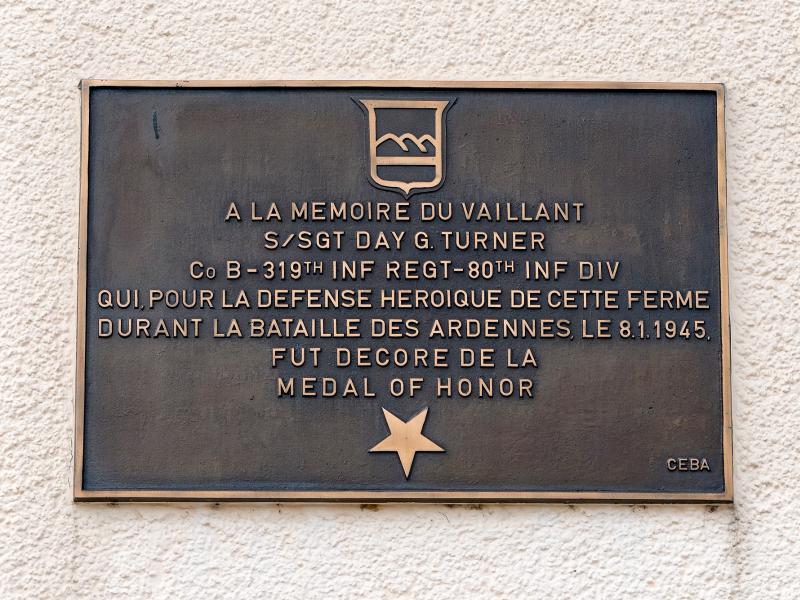 A LA MEMOIRE DU VAILLANT
S/SGT DAY G. TURNER
Co B-319TH INF REGT-80TH INF DIV
QUI, POUR LA DEFENSE HEROIQUE DE CETTE FERME
DURANT LA BATAILLE DES ARDENNES, LE 8.1.1945,
FUT DECORE DE LA
MEDAL OF HONOR
CEBA